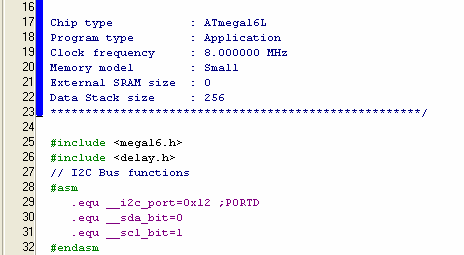 16
17 Chip type : ATmega16L
18 Program type : Application
19 Clock frequency : 8.000000 MHz
20 Memory model : Small
21 External SRAM size : 0
22 Data Stack size : 256
23 *****************************************************/
24
25 #include <mega16.h>
26 #include <delay.h>
27 // I2C Bus functions
28 #asm
29 .equ __i2c_port=0x12 ;PORTD
30 .equ __sda_bit=0
31 .equ __scl_bit=1
32 #endasm